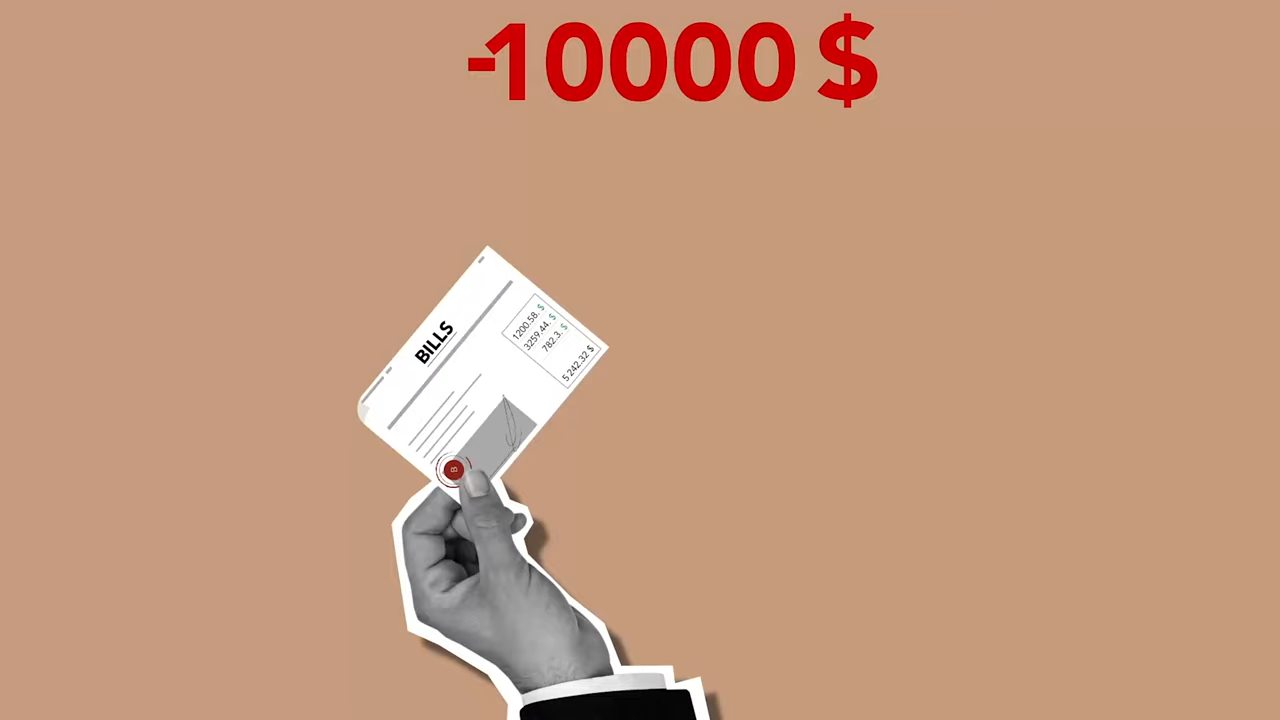 -10000 $
BILLS
1200.58. $
3259.44. $
782.3. $
5 242.32 $
B